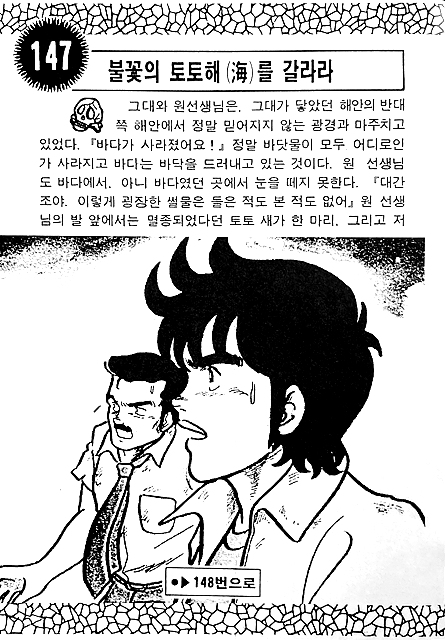 147
불꽃의 토토해(海)를 갈라라
그대와 원선생님은, 그대가 닿았던 해안의 반대
쪽 해안에서 정말 믿어지지 않는 광경과 마주치고
있었다. 『바다가 사라졌어요!』정말 바닷물이 모두 어디로인
가 사라지고 바다는 바닥을 드러내고 있는 것이다. 원 선생님
도 바다에서, 아니 바다였던 곳에서 눈을 떼지 못한다. 『대간
조야. 이렇게 굉장한 썰물은 들은 적도 본 적도 없어』원 선생
님의 발 앞에서는 멸종되었다던 토토 새가 한 마리, 그리고 저
●▶148번으로